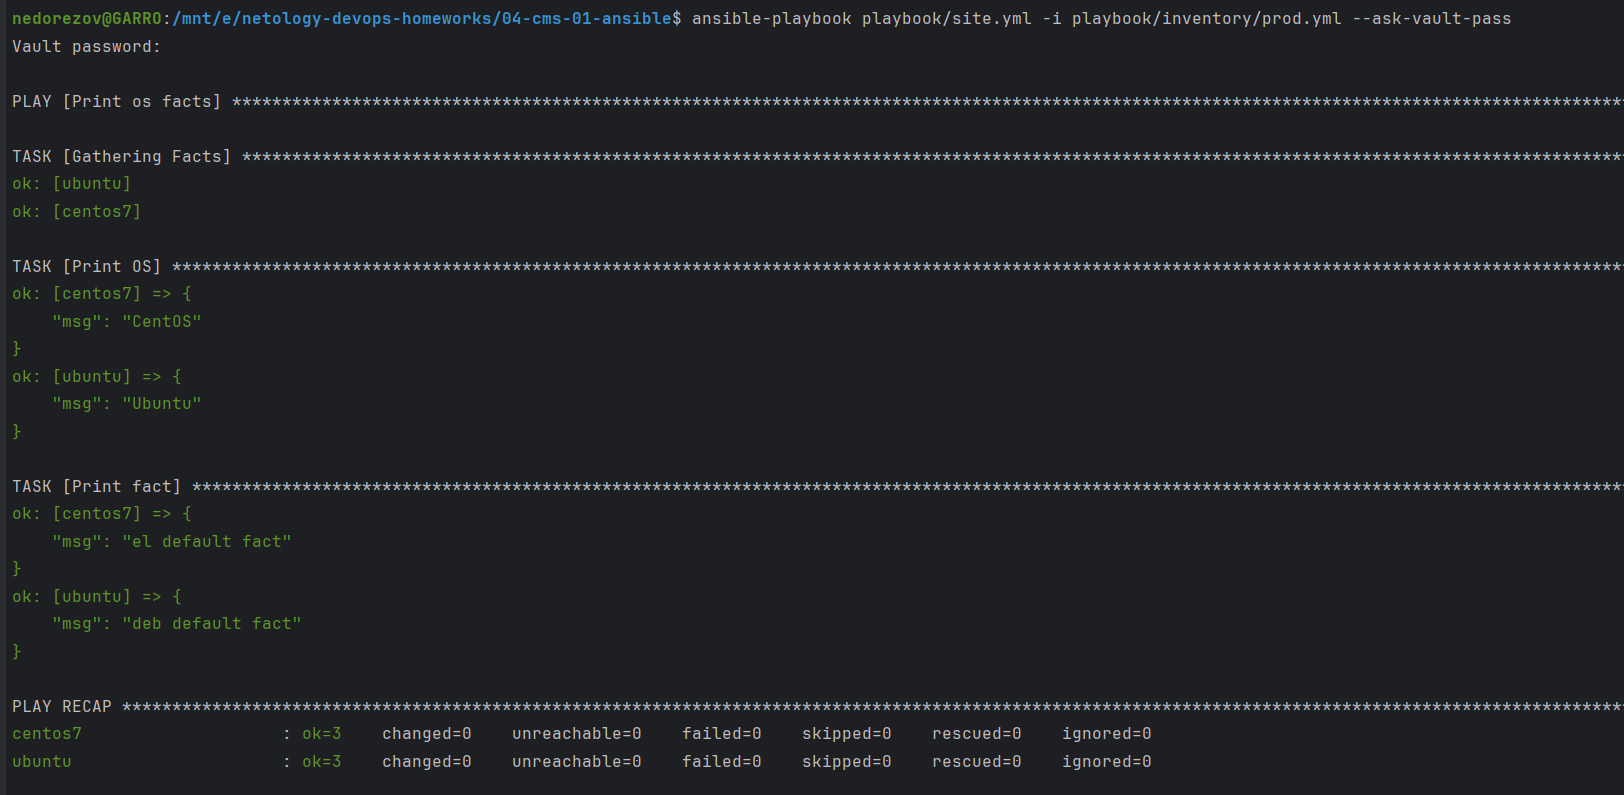 nedorezov@GARRO:/mnt/e/netology-devops-homeworks/04-cms-01-ansible$ ansible-playbook playbook/site.yml -i playbook/inventory/prod.yml --ask-vault-pass
Vault password:
PLAY [Print os facts] *******************************************************************************************************************************************
TASK [Gathering Facts] ******************************************************************************************************************************************
ok: [ubuntu]
ok: [centos7]
TASK [Print OS] *************************************************************************************************************************************************
ok: [centos7] => {
    "msg": "CentOS"
}
ok: [ubuntu] => {
    "msg": "Ubuntu"
}
TASK [Print fact] ***********************************************************************************************************************************************
ok: [centos7] => {
    "msg": "el default fact"
}
ok: [ubuntu] => {
    "msg": "deb default fact"
}
PLAY RECAP ******************************************************************************************************************************************************
centos7                    : ok=3    changed=0    unreachable=0    failed=0    skipped=0    rescued=0    ignored=0
ubuntu                     : ok=3    changed=0    unreachable=0    failed=0    skipped=0    rescued=0    ignored=0